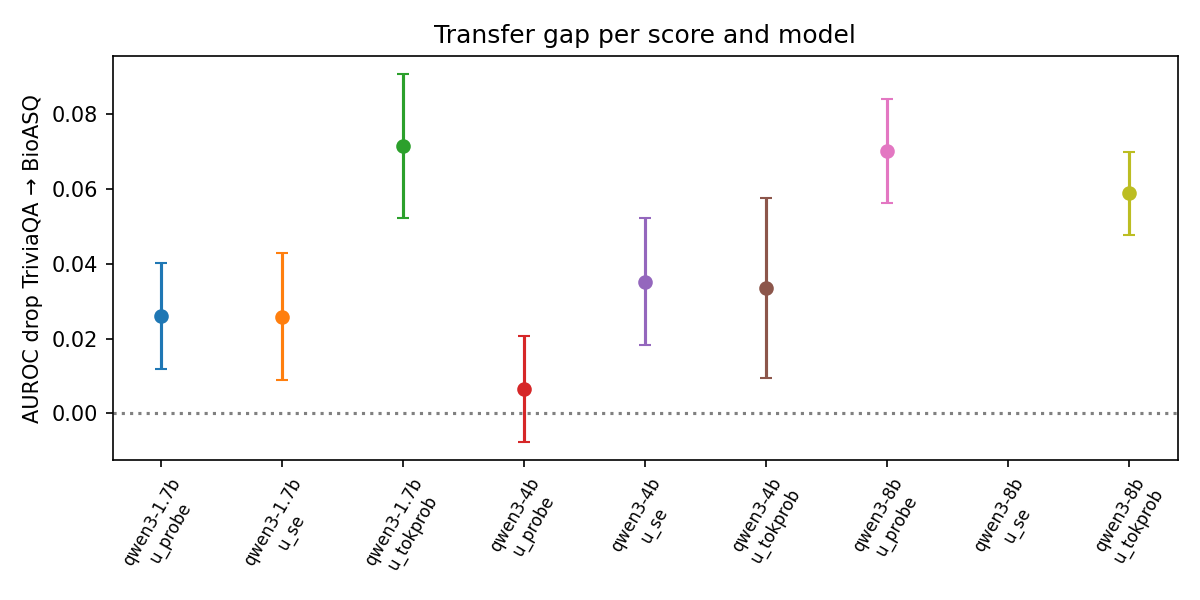 Transfer gap per score and model
AUROC drop TriviaQA → BioASQ
0.08
0.06
0.04
0.02
0.00
qwen3-1.7b
u_probe
qwen3-1.7b
u_se
qwen3-1.7b
u_tokprob
qwen3-4b
u_probe
qwen3-4b
u_se
qwen3-4b
u_tokprob
qwen3-8b
u_probe
qwen3-8b
u_se
qwen3-8b
u_tokprob